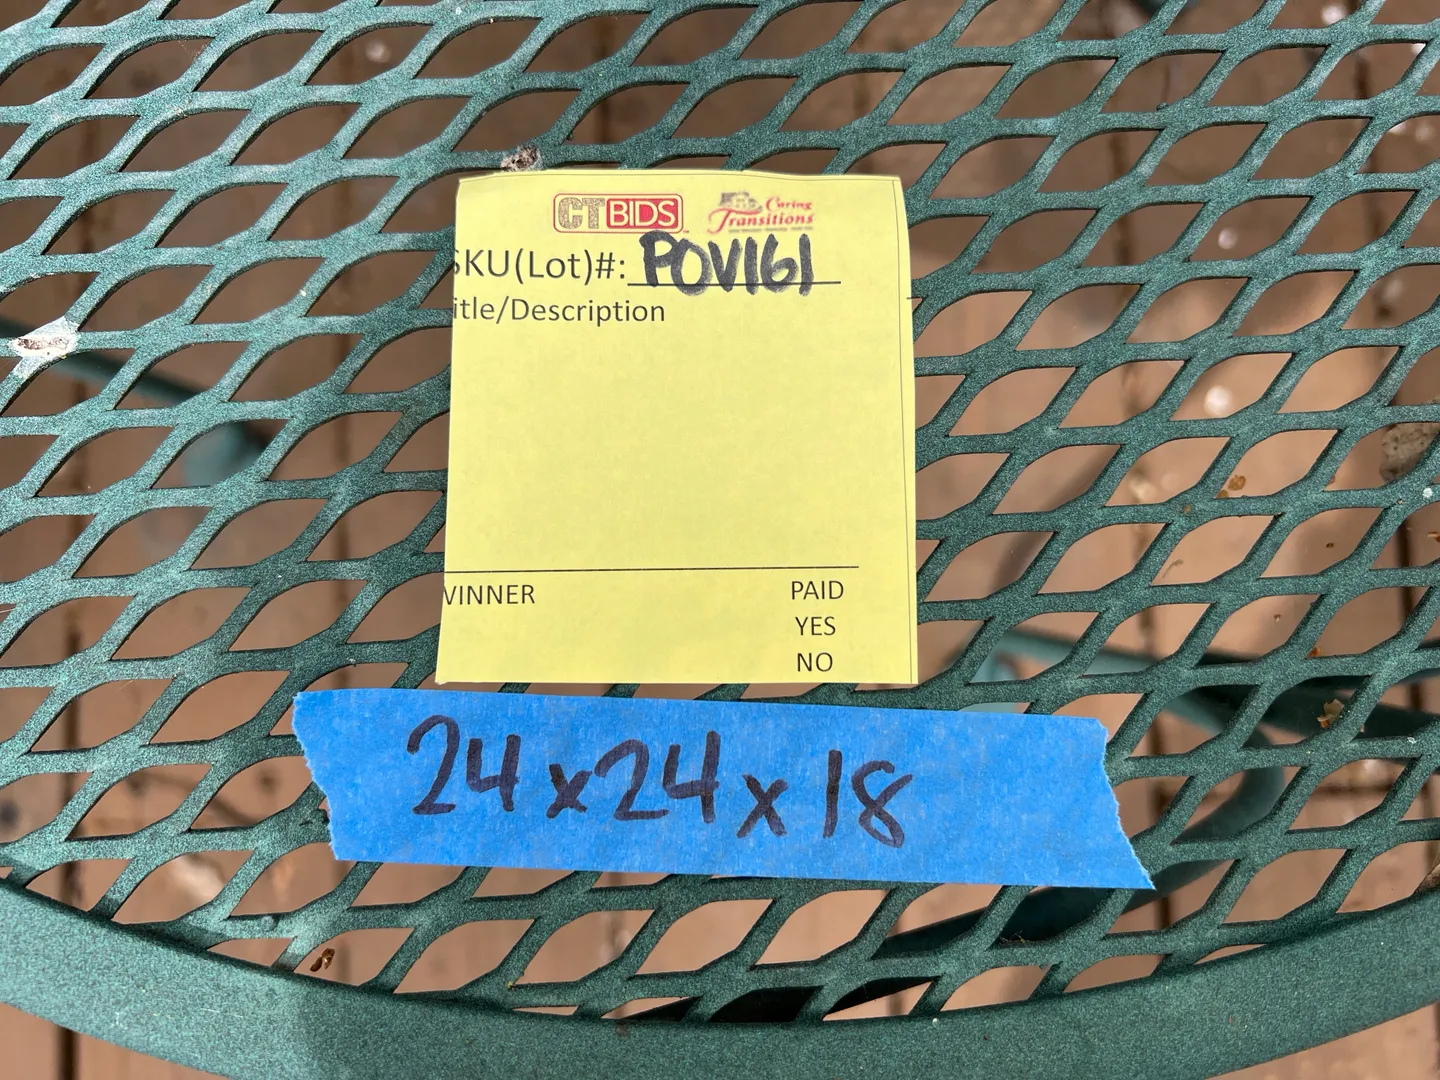 CTBIDS Caring Transitions
SKU(Lot)#: POV161
itle/Description
VINNER PAID
YES
NO
24x24x18